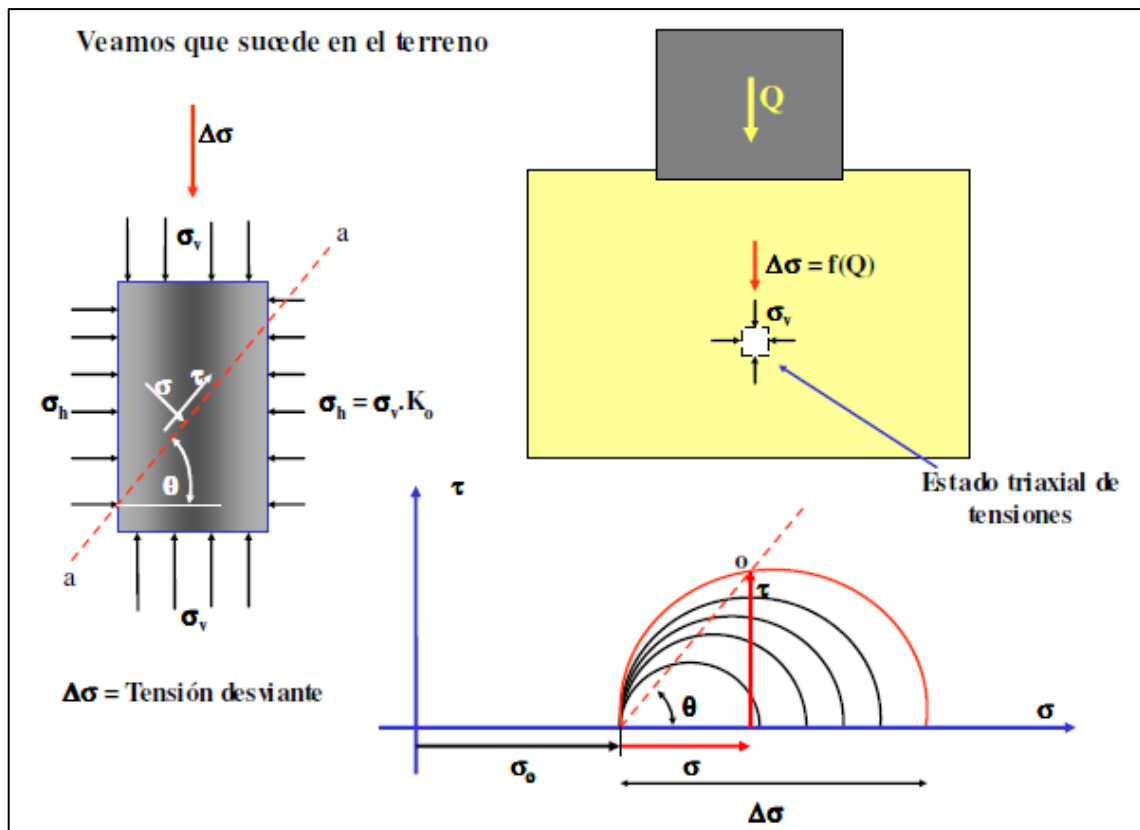 Veamos que sucede en el terreno
Δσ
σv
a
σ
τ
σh
σh = σv.Ko
θ
a
σv
Δσ = Tensión desviante
Q
Δσ = f(Q)
σv
Estado triaxial de
tensiones
τ
o
τ
θ
σ
σo
σ
Δσ